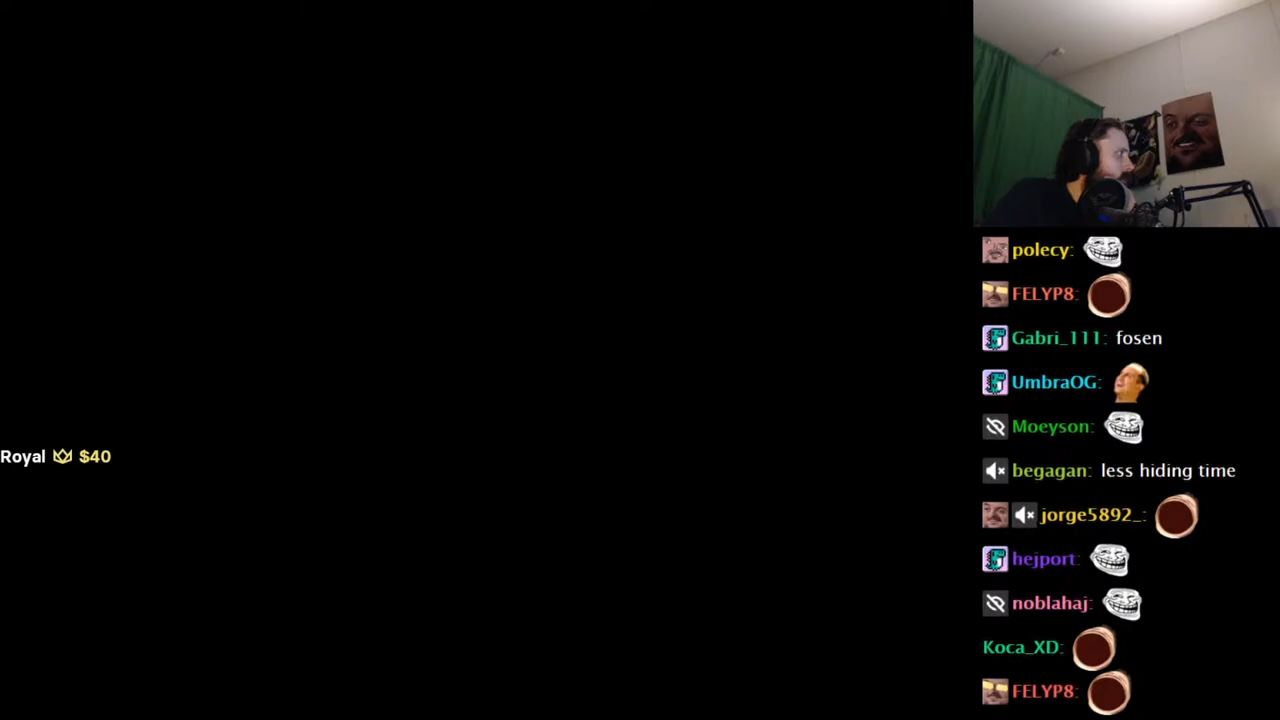 polecy:
FELYP8:
Gabri_111: fosen
UmbraOG:
Moeyson:
Royal $40
begagan: less hiding time
jorge5892_:
hejport:
noblahaj:
Koca_XD:
FELYP8: